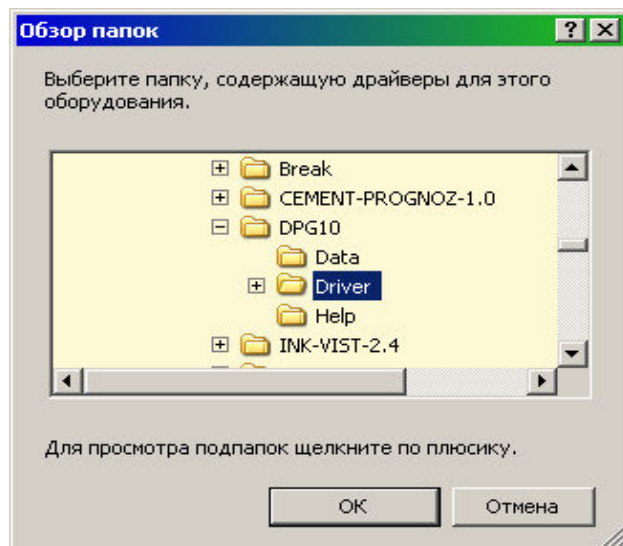 Обзор папок
Выберите папку, содержащую драйверы для этого
оборудования.
Break
CEMENT-PROGNOZ-1.0
DPG10
Data
Driver
Help
INK-VIST-2.4
Для просмотра подпапок щелкните по плюсику.
ОК
Отмена